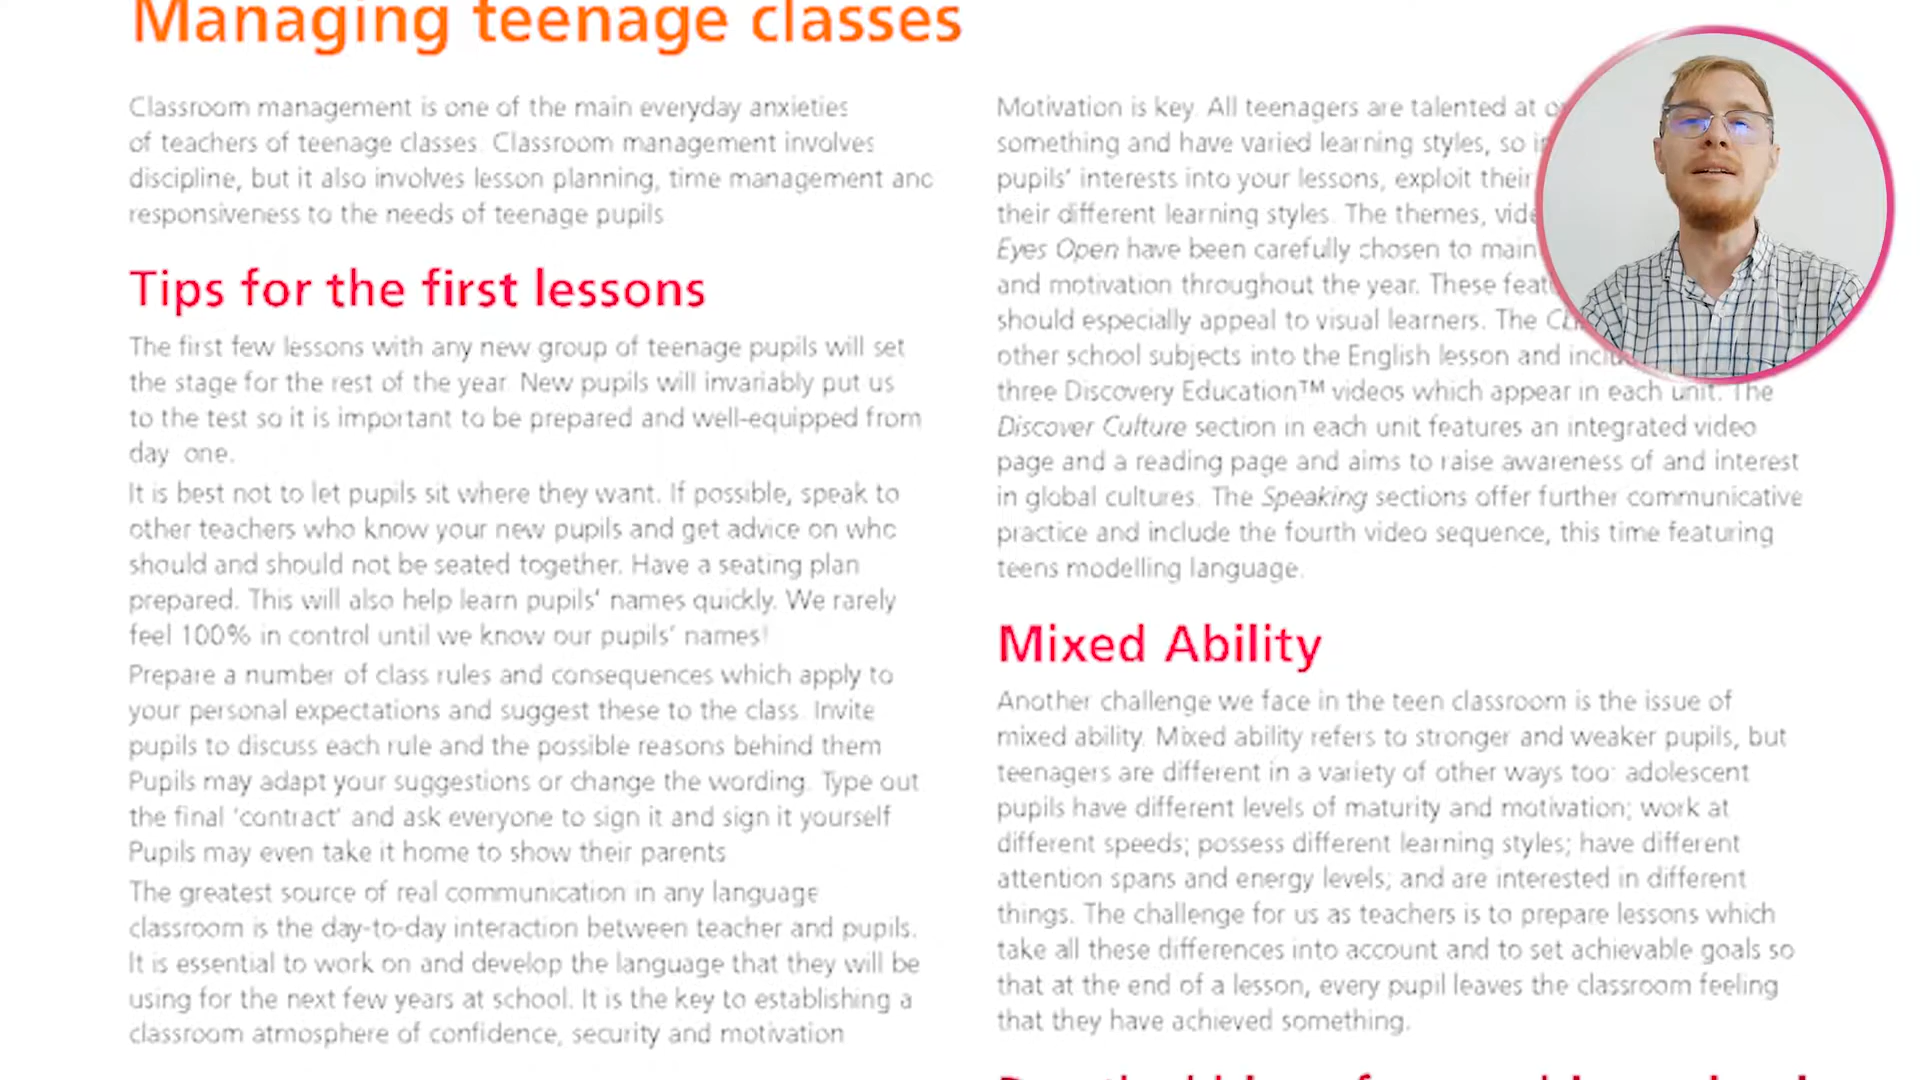 Managing teenage classes
Classroom management is one of the main everyday anxieties
of teachers of teenage classes. Classroom management involves
discipline, but it also involves lesson planning, time management and
responsiveness to the needs of teenage pupils
Tips for the first lessons
The first few lessons with any new group of teenage pupils will set
the stage for the rest of the year. New pupils will invariably put us
to the test so it is important to be prepared and well-equipped from
day one.
It is best not to let pupils sit where they want. If possible, speak to
other teachers who know your new pupils and get advice on who
should and should not be seated together. Have a seating plan
prepared. This will also help learn pupils' names quickly. We rarely
feel 100% in control until we know our pupils' names!
Prepare a number of class rules and consequences which apply to
your personal expectations and suggest these to the class. Invite
pupils to discuss each rule and the possible reasons behind them
Pupils may adapt your suggestions or change the wording. Type out
the final 'contract' and ask everyone to sign it and sign it yourself
Pupils may even take it home to show their parents
The greatest source of real communication in any language
classroom is the day-to-day interaction between teacher and pupils.
It is essential to work on and develop the language that they will be
using for the next few years at school. It is the key to establishing a
classroom atmosphere of confidence, security and motivation
Motivation is key. All teenagers are talented at
something and have varied learning styles, so
pupils' interests into your lessons, exploit their
their different learning styles. The themes,
Eyes Open have been carefully chosen to
and motivation throughout the year. These
should especially appeal to visual learners. The
other school subjects into the English lesson and
three Discovery Education™ videos which appear in each unit. The
Discover Culture section in each unit features an integrated video
page and a reading page and aims to raise awareness of and interest
in global cultures. The Speaking sections offer further communicative
practice and include the fourth video sequence, this time featuring
teens modelling language.
Mixed Ability
Another challenge we face in the teen classroom is the issue of
mixed ability. Mixed ability refers to stronger and weaker pupils, but
teenagers are different in a variety of other ways too: adolescent
pupils have different levels of maturity and motivation; work at
different speeds; possess different learning styles; have different
attention spans and energy levels; and are interested in different
things. The challenge for us as teachers is to prepare lessons which
take all these differences into account and to set achievable goals so
that at the end of a lesson, every pupil leaves the classroom feeling
that they have achieved something.